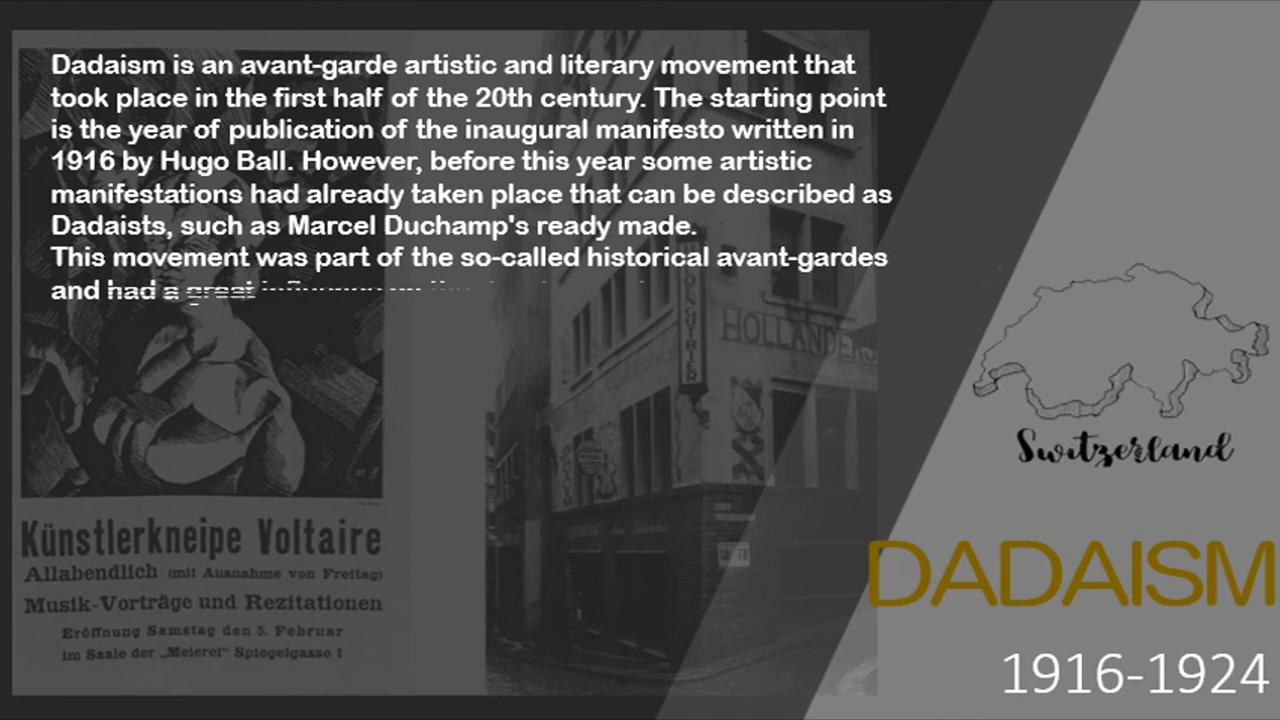 Dadaism is an avant-garde artistic and literary movement that
took place in the first half of the 20th century. The starting point
is the year of publication of the inaugural manifesto written in
1916 by Hugo Ball. However, before this year some artistic
manifestations had already taken place that can be described as
Dadaists, such as Marcel Duchamp's ready made.
This movement was part of the so-called historical avant-gardes
and had a great
HOLLANDERS
Switzerland
Künstlerkneipe Voltaire
Allabendlich (mit Ausnahme von Freitag)
Musik-Vorträge und Rezitationen
Eröffnung Samstag den 5. Februar
im Saale der „Meierei“ Spiegelgasse 1
DADAISM
1916-1924